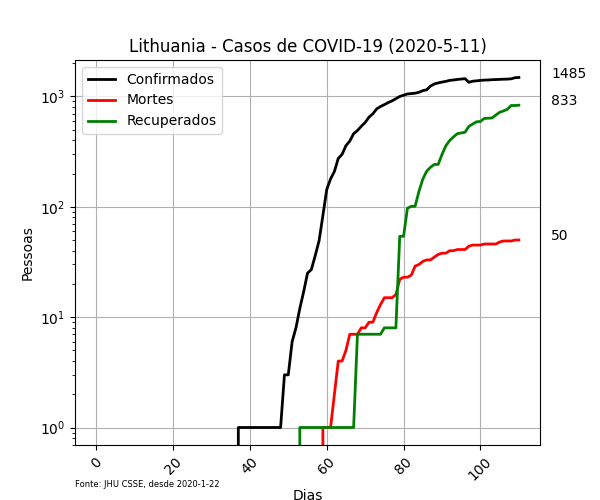 Lithuania - Casos de COVID-19 (2020-5-11)
Confirmados
Mortes
Recuperados
1485
833
50
10³
10²
10¹
10⁰
Pessoas
0 20 40 60 80 100
Fonte: JHU CSSE, desde 2020-1-22
Dias